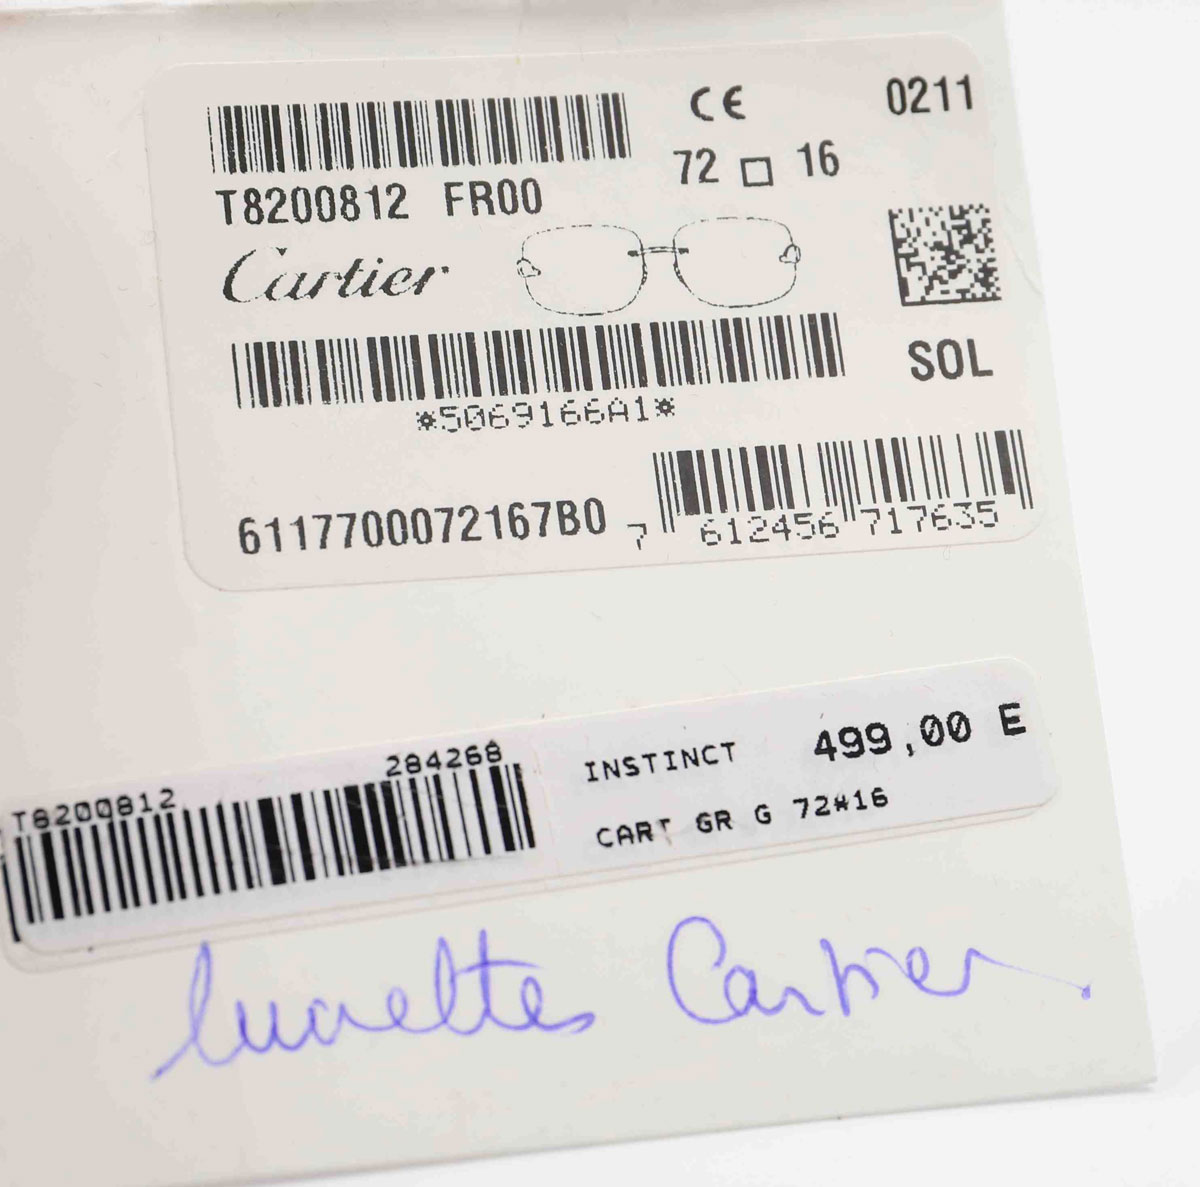 CE 0211
72 □ 16
T8200812 FR00
Cartier
SOL
*5069166A1*
6117700072167B0
7 612456 717635
T8200812 284268
INSTINCT 499,00 E
CART GR G 72#16
lunettes Cartier